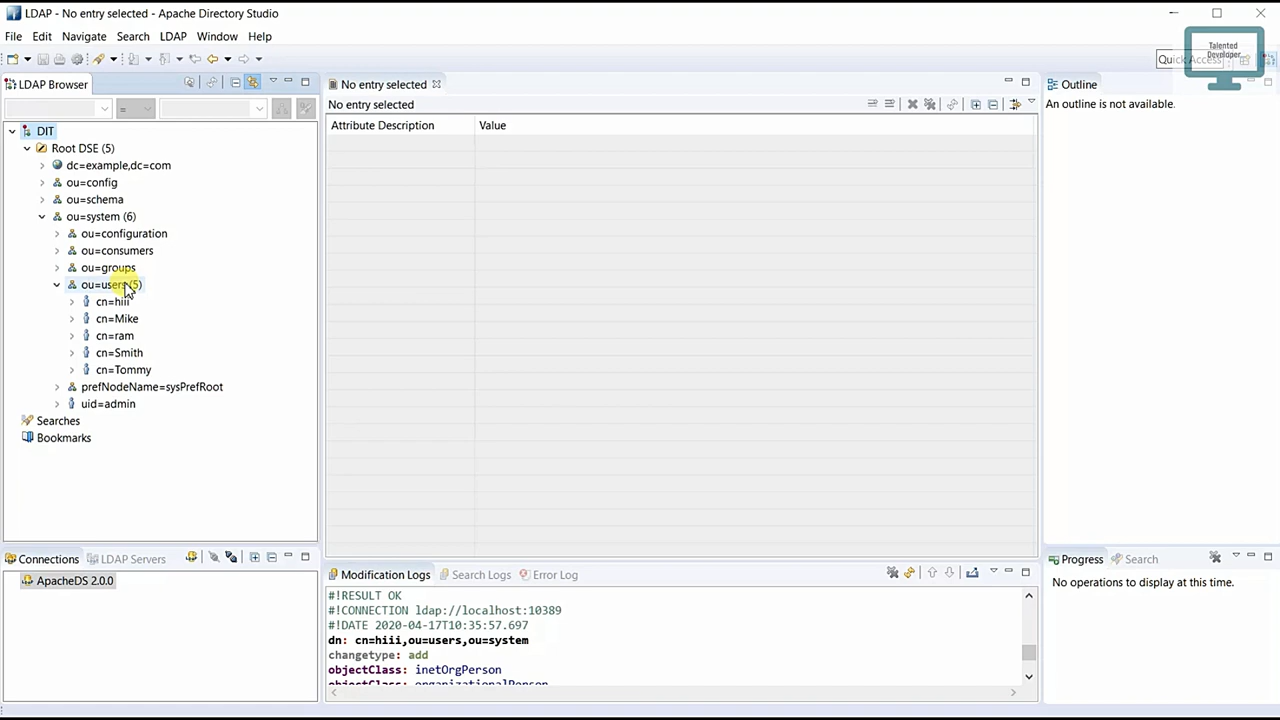 LDAP - No entry selected - Apache Directory Studio
File Edit Navigate Search LDAP Window Help
Talented
Developer
Quick Access
LDAP Browser
=
DIT
Root DSE (5)
dc=example,dc=com
ou=config
ou=schema
ou=system (6)
ou=configuration
ou=consumers
ou=groups
ou=users (5)
cn=hiii
cn=Mike
cn=ram
cn=Smith
cn=Tommy
prefNodeName=sysPrefRoot
uid=admin
Searches
Bookmarks
No entry selected
No entry selected
Attribute Description Value
Outline
An outline is not available.
Connections LDAP Servers
ApacheDS 2.0.0
Modification Logs Search Logs Error Log
#!RESULT OK
#!CONNECTION ldap://localhost:10389
#!DATE 2020-04-17T10:35:57.697
dn: cn=hiii,ou=users,ou=system
changetype: add
objectClass: inetOrgPerson
objectClass: organizationalPerson
Progress Search
No operations to display at this time.